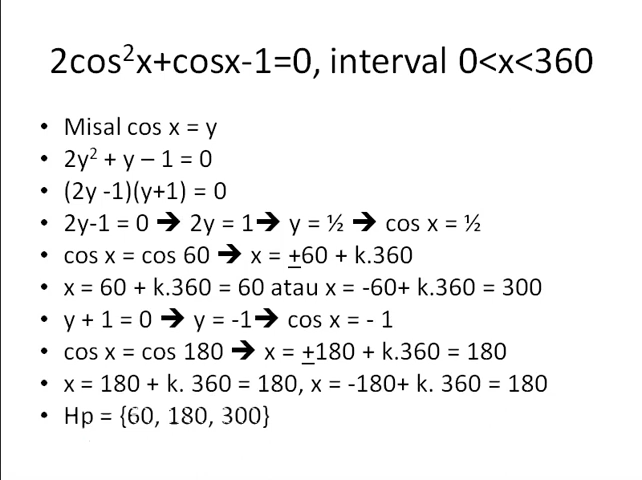 2cos²x+cosx-1=0, interval 0<x<360
• Misal cos x = y
• 2y² + y – 1 = 0
• (2y -1)(y+1) = 0
• 2y-1 = 0 → 2y = 1→ y = ½ → cos x = ½
• cos x = cos 60 → x = ±60 + k.360
• x = 60 + k.360 = 60 atau x = -60+ k.360 = 300
• y + 1 = 0 → y = -1→ cos x = - 1
• cos x = cos 180 → x = ±180 + k.360 = 180
• x = 180 + k. 360 = 180, x = -180+ k. 360 = 180
• Hp = {60, 180, 300}